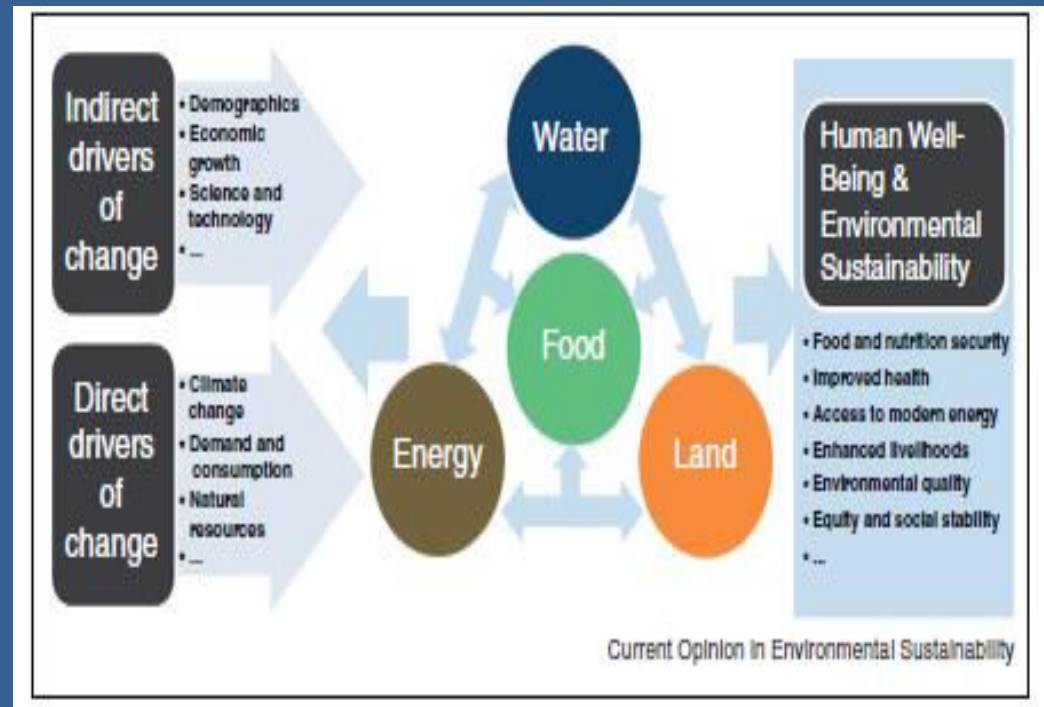 Indirect
drivers
of
change
• Demographics
• Economic
growth
• Science and
technology
• ...
Direct
drivers
of
change
• Climate
change
• Demand and
consumption
• Natural
resources
• ...
Water
Food
Energy
Land
Human Well-
Being &
Environmental
Sustainability
• Food and nutrition security
• Improved health
• Access to modern energy
• Enhanced livelihoods
• Environmental quality
• Equity and social stability
• ...
Current Opinion in Environmental Sustainability